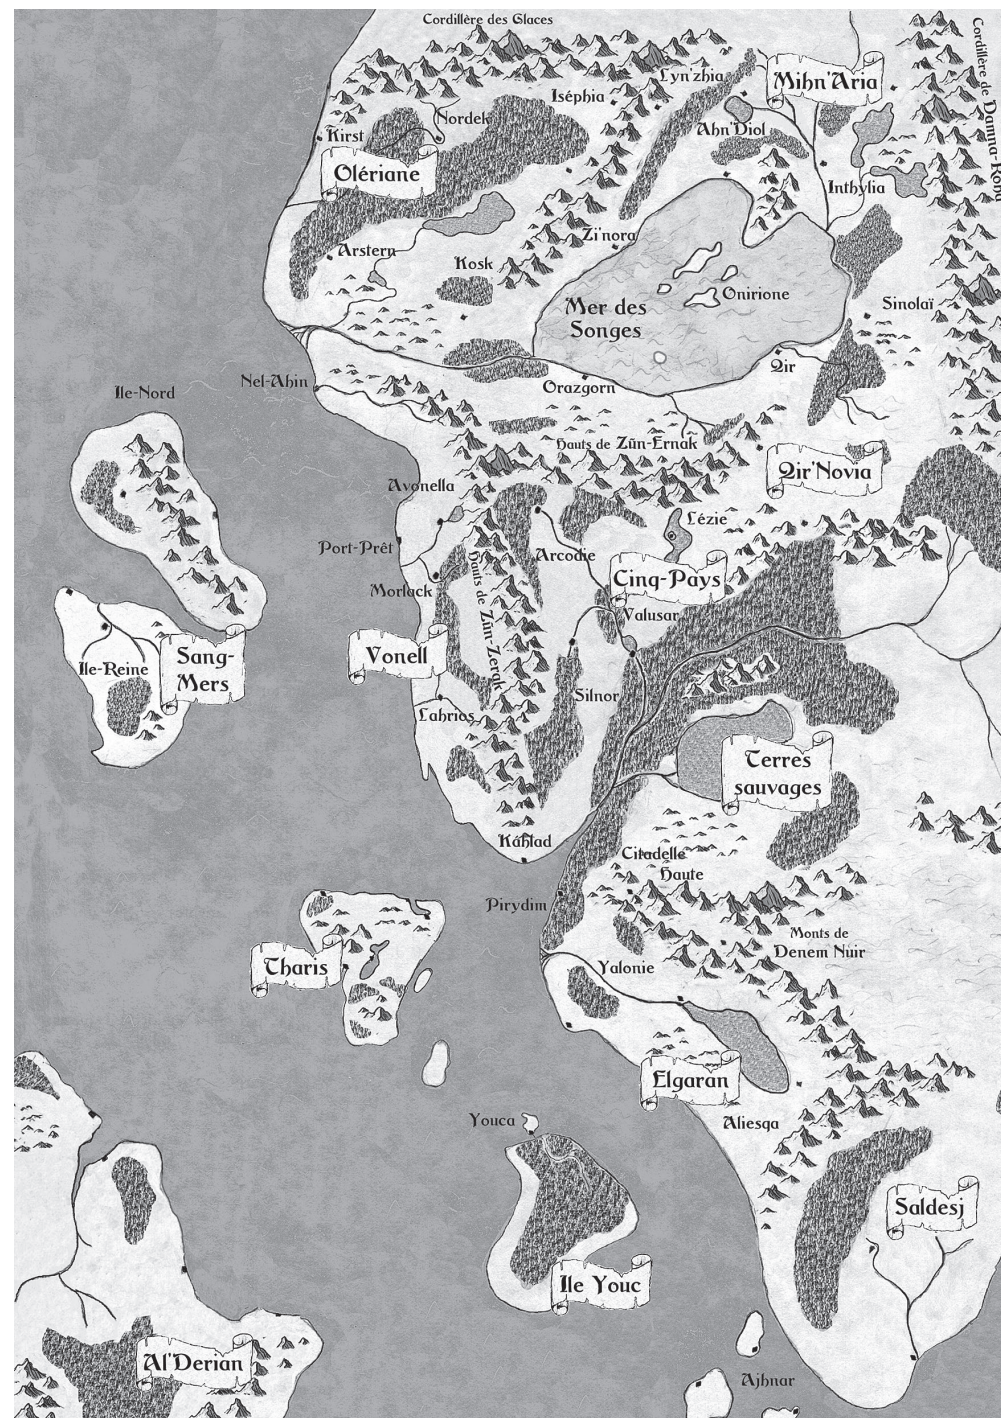 Cordillère des Glaces
Cordillère de Damna-
Lyn'zhia
Mihn'Aria
Iséphia
Nordek
Kirst
Ahn'Diol
Olériane
Inthylia
Zi'nora
Arstern
Kosk
Onirione
Mer des
Songes
Sinolaï
Qir
Nel-Ahin
Orazgorn
Ile-Nord
Hauts de Zûn-Ernak
Qir'Novia
Avonella
Lézie
Port-Prêt
Arcodie
Cinq-Pays
Morlack
Hauts de Zûn-Zerak
Valusar
Sang-
Mers
Ile-Reine
Vonell
Silnor
Labrios
Terres
sauvages
Káhlad
Citadelle
Haute
Pirydim
Monts de
Denem Nuir
Tharis
Yalonie
Elgaran
Youca
Aliesqa
Saldesj
Ile Youc
Al'Derian
Ajhnar